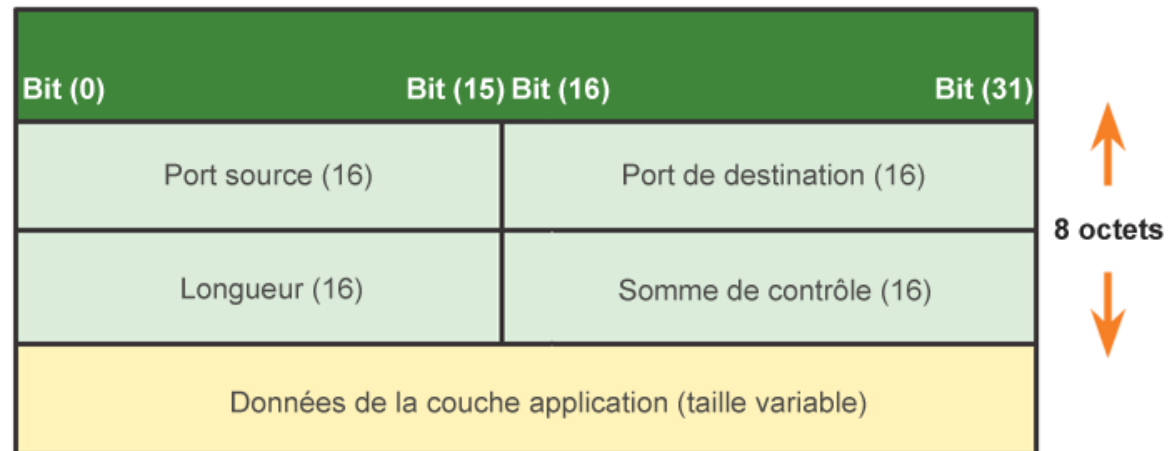 Bit (0) Bit (15) Bit (16) Bit (31)
Port source (16) Port de destination (16)
8 octets
Longueur (16) Somme de contrôle (16)
Données de la couche application (taille variable)